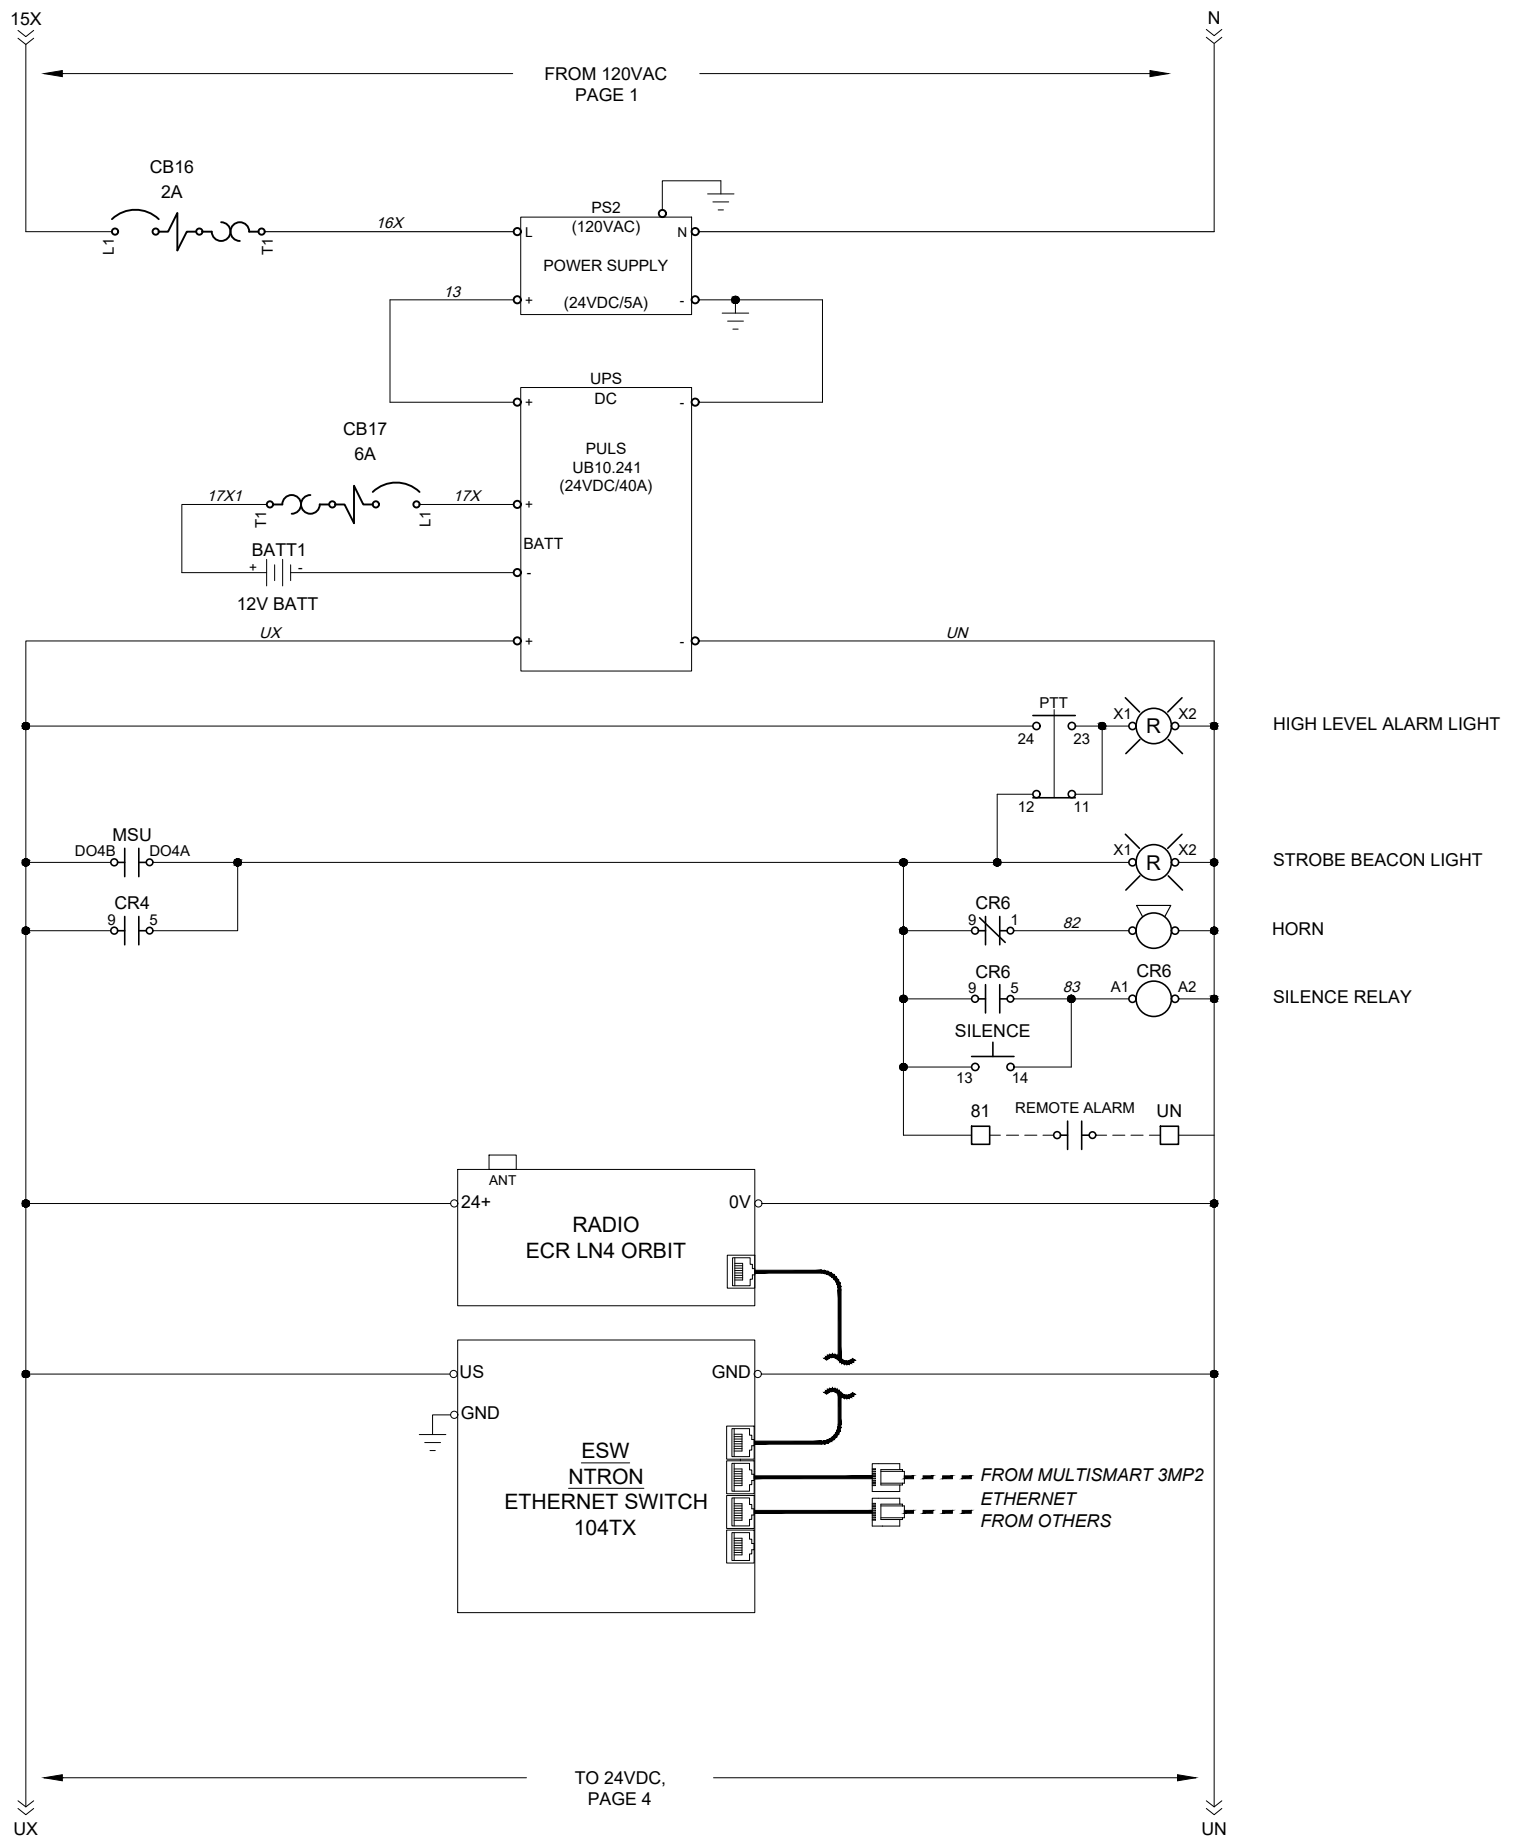 15X
N
FROM 120VAC
PAGE 1
CB16
2A
L1
T1
16X
PS2
(120VAC)
L
N
POWER SUPPLY
13
+
(24VDC/5A)
-
UPS
DC
+
-
CB17
6A
PULS
UB10.241
(24VDC/40A)
17X1
T1
L1
17X
+
BATT
BATT1
+
-
-
12V BATT
UX
+
-
UN
PTT
24
23
X1
R
X2
HIGH LEVEL ALARM LIGHT
12
11
MSU
DO4B
DO4A
X1
R
X2
STROBE BEACON LIGHT
CR4
9
5
CR6
9
1
82
HORN
CR6
9
5
83
CR6
A1
A2
SILENCE RELAY
SILENCE
13
14
81
REMOTE ALARM
UN
ANT
24+
0V
RADIO
ECR LN4 ORBIT
US
GND
GND
ESW
NTRON
ETHERNET SWITCH
104TX
FROM MULTISMART 3MP2
ETHERNET
FROM OTHERS
TO 24VDC,
PAGE 4
UX
UN